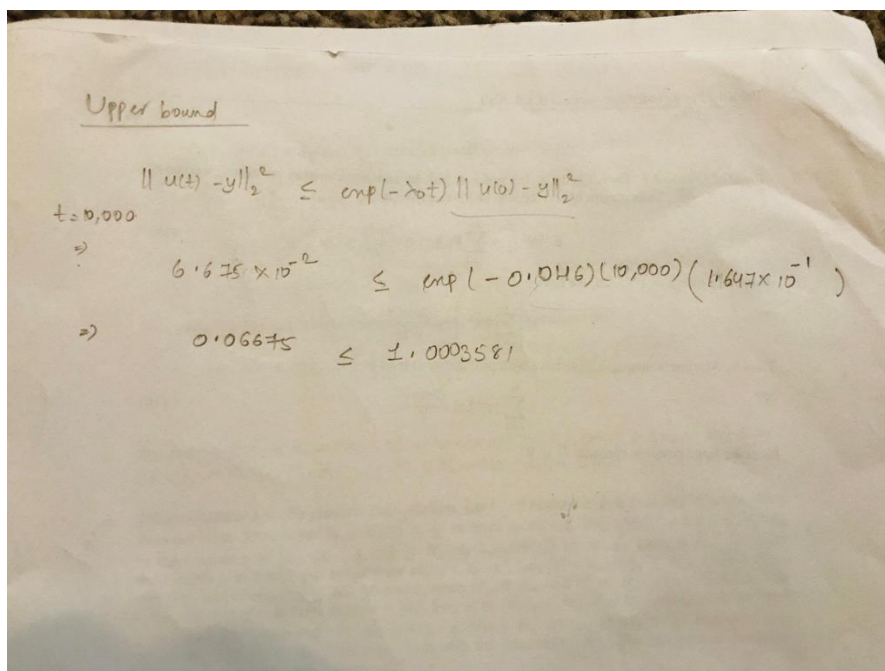 Upper bound
|| u(t) - y||₂² ≤ exp(-λ₀t) || u(0) - y||₂²
t = 10,000
⇒ 6.675 × 10⁻² ≤ exp(-0.046)(10,000)(1.647 × 10⁻¹)
⇒ 0.06675 ≤ 1.0003581